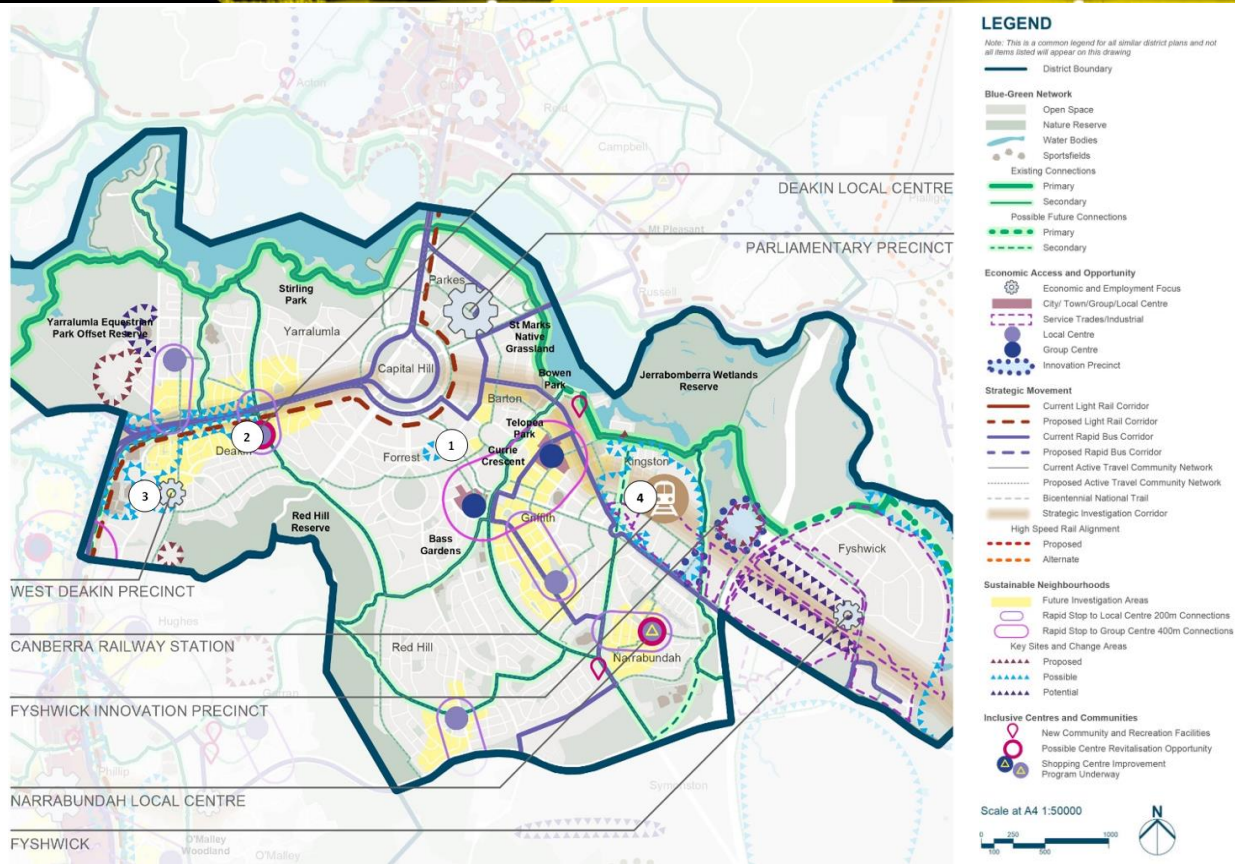 Acton
City
Reid
Campbell
DEAKIN LOCAL CENTRE
Pialligo
Mt Pleasant
PARLIAMENTARY PRECINCT
Russell
Parkes
Stirling
Park
Yarralumla Equestrian
Park Offset Reserve
Yarralumla
St Marks
Native
Grassland
Capital Hill
Bowen
Park
Jerrabomberra Wetlands
Reserve
Barton
Telopea
Park
2
Deakin
1
Forrest
Currie
Crescent
Kingston
3
4
Red Hill
Reserve
Griffith
Bass
Gardens
Fyshwick
WEST DEAKIN PRECINCT
Hughes
CANBERRA RAILWAY STATION
Red Hill
Narrabundah
Garran
FYSHWICK INNOVATION PRECINCT
Phillip
Symonston
NARRABUNDAH LOCAL CENTRE
FYSHWICK
O'Malley
Woodland
O'Malley
LEGEND
Note: This is a common legend for all similar district plans and not
all items listed will appear on this drawing
District Boundary
Blue-Green Network
Open Space
Nature Reserve
Water Bodies
Sportsfields
Existing Connections
Primary
Secondary
Possible Future Connections
Primary
Secondary
Economic Access and Opportunity
Economic and Employment Focus
City/ Town/Group/Local Centre
Service Trades/Industrial
Local Centre
Group Centre
Innovation Precinct
Strategic Movement
Current Light Rail Corridor
Proposed Light Rail Corridor
Current Rapid Bus Corridor
Proposed Rapid Bus Corridor
Current Active Travel Community Network
Proposed Active Travel Community Network
Bicentennial National Trail
Strategic Investigation Corridor
High Speed Rail Alignment
Proposed
Alternate
Sustainable Neighbourhoods
Future Investigation Areas
Rapid Stop to Local Centre 200m Connections
Rapid Stop to Group Centre 400m Connections
Key Sites and Change Areas
Proposed
Possible
Potential
Inclusive Centres and Communities
New Community and Recreation Facilities
Possible Centre Revitalisation Opportunity
Shopping Centre Improvement
Program Underway
Scale at A4 1:50000
N
0 250 1000
100 500